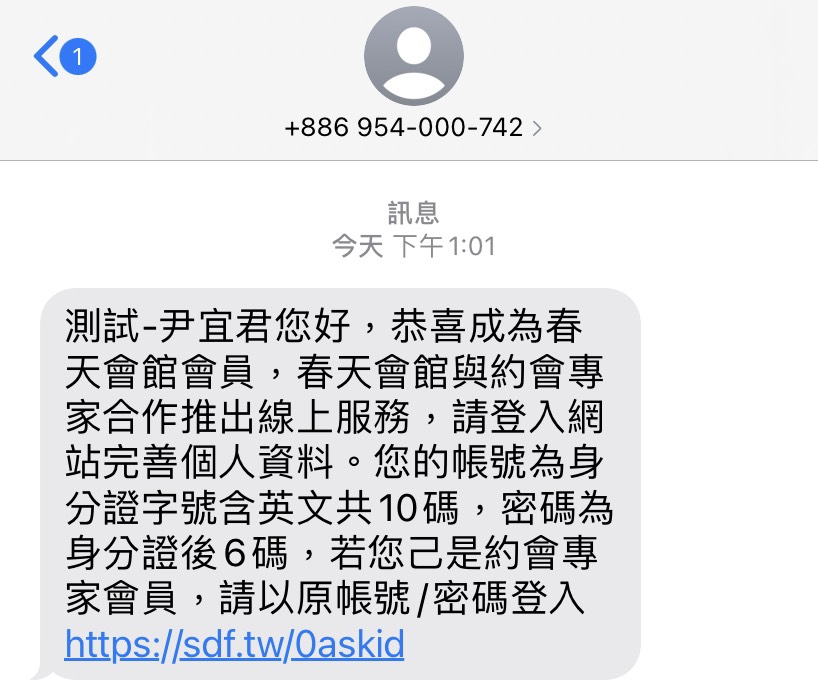 1
+886 954-000-742
訊息
今天 下午1:01
測試-尹宜君您好，恭喜成為春
天會館會員，春天會館與約會專
家合作推出線上服務，請登入網
站完善個人資料。您的帳號為身
分證字號含英文共10碼，密碼為
身分證後6碼，若您己是約會專
家會員，請以原帳號/密碼登入
https://sdf.tw/0askid